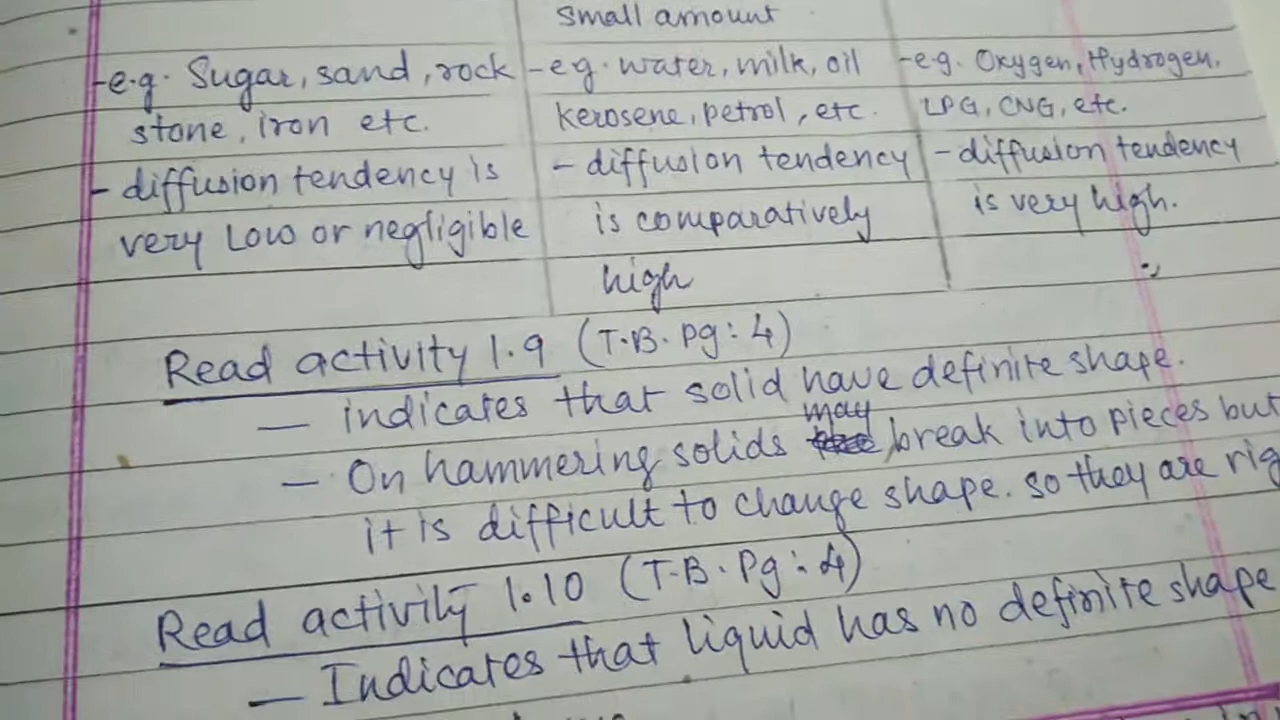 small amount
-e.g. Sugar, sand, rock
stone, iron etc.
- diffusion tendency is
very Low or negligible
-eg. water, milk, oil
kerosene, petrol, etc.
- diffusion tendency
is comparatively
high
-e.g. Oxygen, Hydrogen,
LPG, CNG, etc.
- diffusion tendency
is very high.
Read activity 1.9 (T.B. pg: 4)
— indicates that solid have definite shape.
— On hammering solids may break into pieces but
it is difficult to change shape. so they are
Read activity 1.10 (T.B. Pg: 4)
— Indicates that liquid has no definite shape